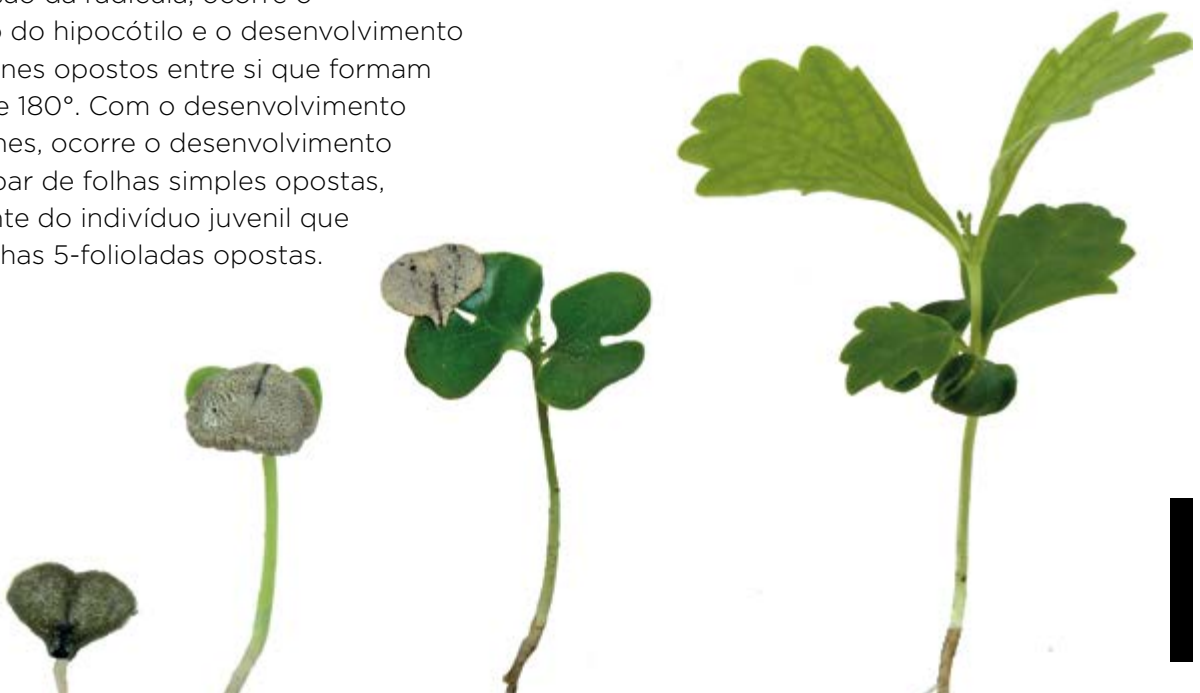 da radícula, ocorre o
do hipocótilo e o desenvolvimento
opostos entre si que formam
180°. Com o desenvolvimento
ocorre o desenvolvimento
de folhas simples opostas,
do indivíduo juvenil que
5-folioladas opostas.